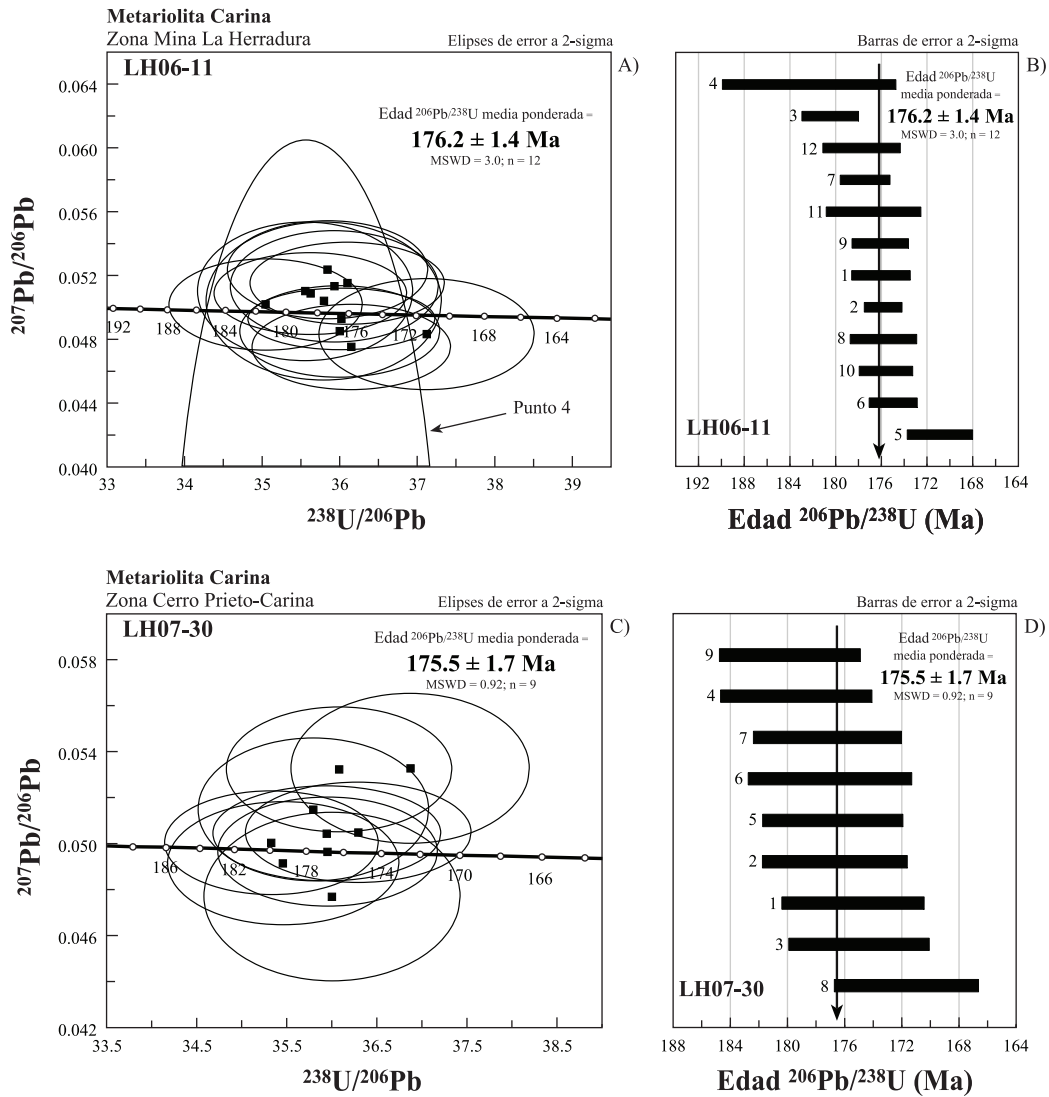 Metariolita Carina
Zona Mina La Herradura
Elipses de error a 2-sigma
A)
LH06-11
Edad 206Pb/238U media ponderada =
176.2 ± 1.4 Ma
MSWD = 3.0; n = 12
0.064
0.060
0.056
0.052
0.048
0.044
0.040
207Pb/206Pb
192
188
184
180
176
172
168
164
Punto 4
33
34
35
36
37
38
39
238U/206Pb
Barras de error a 2-sigma
B)
Edad 206Pb/238U
media ponderada =
176.2 ± 1.4 Ma
MSWD = 3.0; n = 12
4
3
12
7
11
9
1
2
8
10
6
5
LH06-11
192
188
184
180
176
172
168
164
Edad 206Pb/238U (Ma)
Metariolita Carina
Zona Cerro Prieto-Carina
Elipses de error a 2-sigma
C)
LH07-30
Edad 206Pb/238U media ponderada =
175.5 ± 1.7 Ma
MSWD = 0.92; n = 9
0.058
0.054
0.050
0.046
0.042
207Pb/206Pb
186
182
178
174
170
166
33.5
34.5
35.5
36.5
37.5
38.5
238U/206Pb
Barras de error a 2-sigma
D)
Edad 206Pb/238U
media ponderada =
175.5 ± 1.7 Ma
MSWD = 0.92; n = 9
9
4
7
6
5
2
1
3
8
LH07-30
188
184
180
176
172
168
164
Edad 206Pb/238U (Ma)